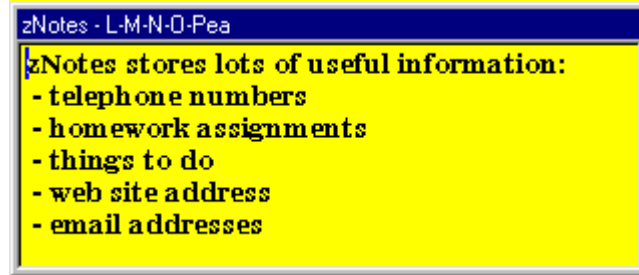 zNotes - L-M-N-O-Pea
zNotes stores lots of useful information:
- telephone numbers
- homework assignments
- things to do
- web site address
- email addresses